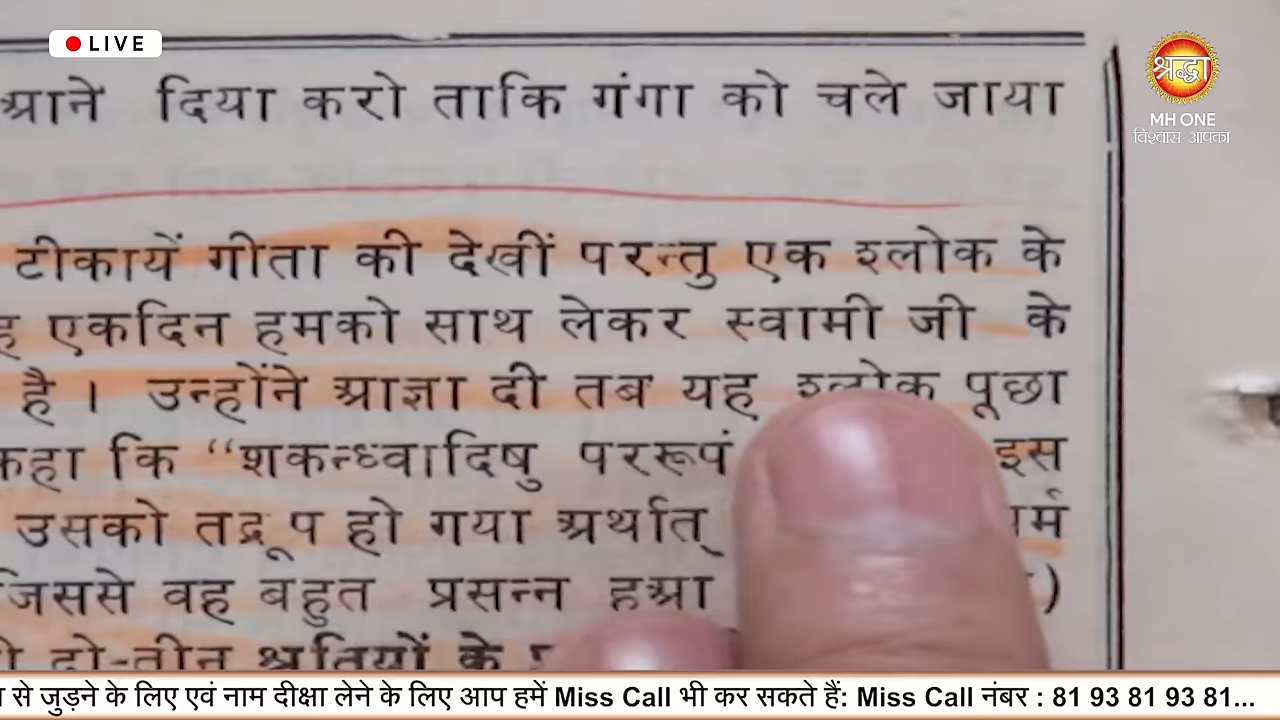 LIVE
श्रद्धा
MH ONE
विश्वास आपका
आने दिया करो ताकि गंगा को चले जाया
टीकायें गीता की देखीं परन्तु एक श्लोक के
एकदिन हमको साथ लेकर स्वामी जी के
है । उन्होंने आज्ञा दी तब यह श्लोक पूछा
कहा कि “शकन्ध्वादिषु पररूपं इस
उसको तद्रूप हो गया अर्थात्
जिससे वह बहुत प्रसन्न हुआ )
दो-तीन श्रुतियों के
से जुड़ने के लिए एवं नाम दीक्षा लेने के लिए आप हमें Miss Call भी कर सकते हैं: Miss Call नंबर : 81 93 81 93 81...